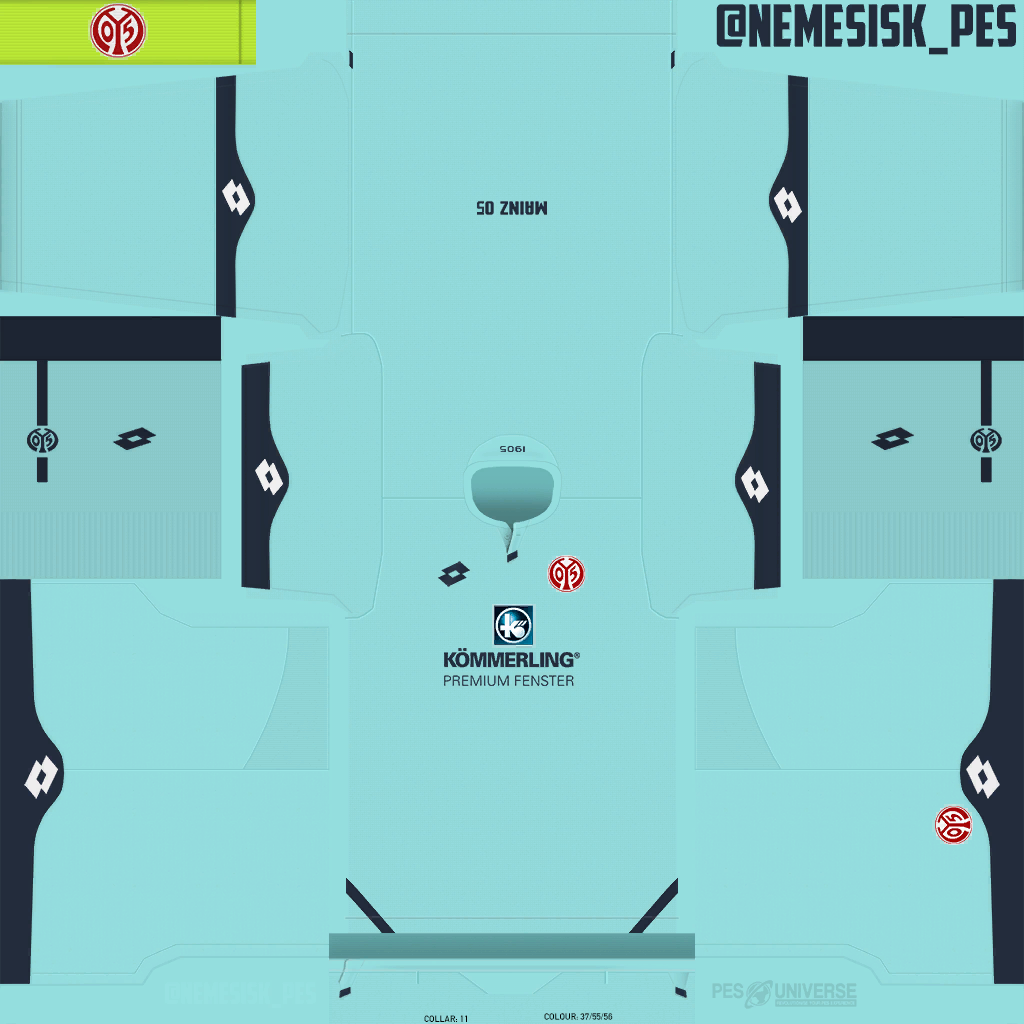 @NEMESISK_PES
MAINZ 05
1905
KÖMMERLING®
PREMIUM FENSTER
@NEMESISK_PES
PES UNIVERSE
COLLAR: 11
COLOUR: 37/55/56